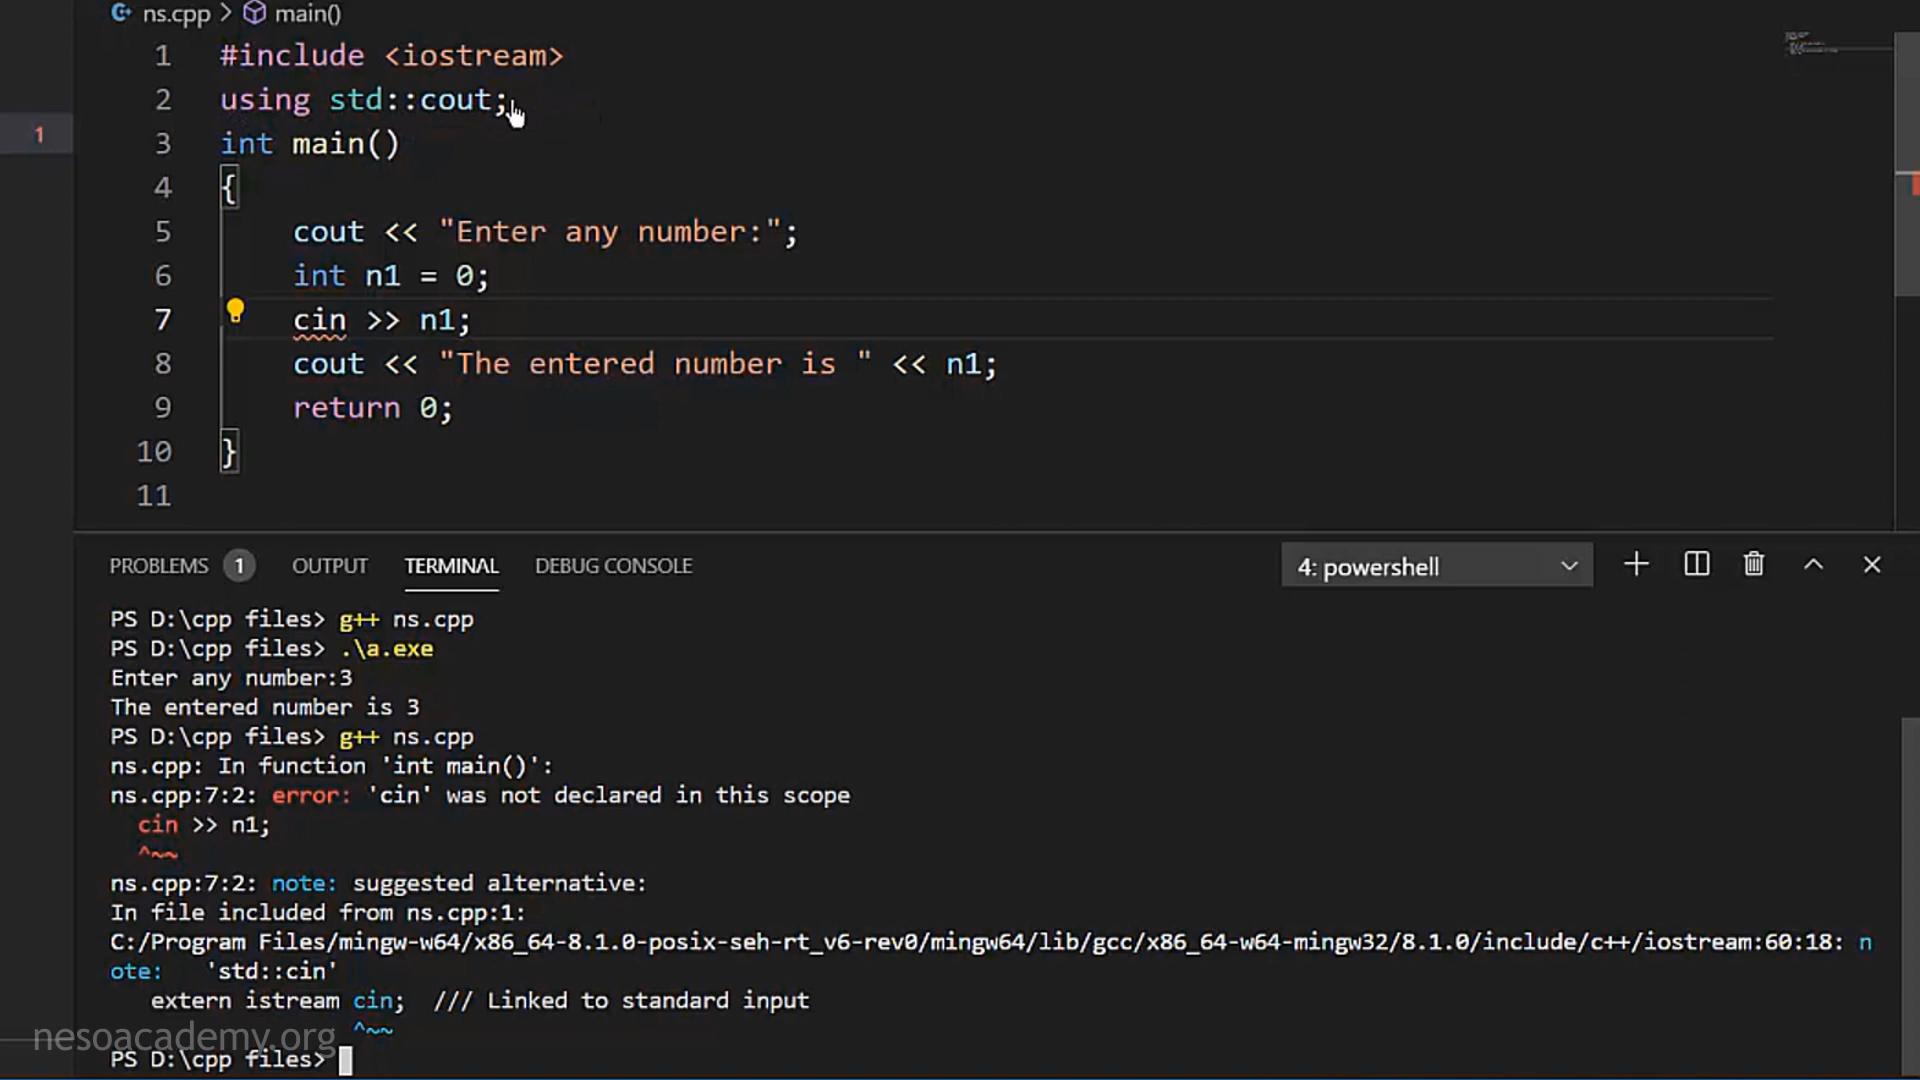 ns.cpp > main()
1 #include <iostream>
2 using std::cout;
1
3 int main()
4 {
5 cout << "Enter any number:";
6 int n1 = 0;
7 cin >> n1;
8 cout << "The entered number is " << n1;
9 return 0;
10 }
11
PROBLEMS 1 OUTPUT TERMINAL DEBUG CONSOLE 4: powershell
PS D:\cpp files> g++ ns.cpp
PS D:\cpp files> .\a.exe
Enter any number:3
The entered number is 3
PS D:\cpp files> g++ ns.cpp
ns.cpp: In function 'int main()':
ns.cpp:7:2: error: 'cin' was not declared in this scope
cin >> n1;
^~~
ns.cpp:7:2: note: suggested alternative:
In file included from ns.cpp:1:
C:/Program Files/mingw-w64/x86_64-8.1.0-posix-seh-rt_v6-rev0/mingw64/lib/gcc/x86_64-w64-mingw32/8.1.0/include/c++/iostream:60:18: n
ote: 'std::cin'
extern istream cin; /// Linked to standard input
^~~
nesoacademy.org
PS D:\cpp files>